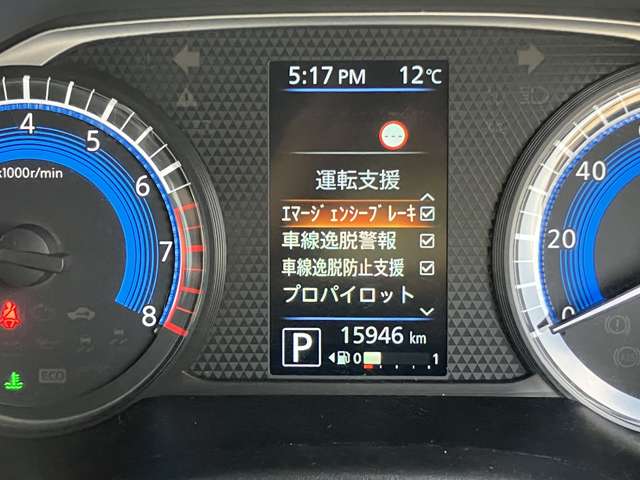 5:17 PM 12℃
運転支援
ｴﾏｰｼﾞｪﾝｼｰﾌﾞﾚｰｷ
車線逸脱警報
車線逸脱防止支援
プロパイロット
P 15946 km
0 1
4
5
6
7
8
x1000r/min
ECO
40
20
0